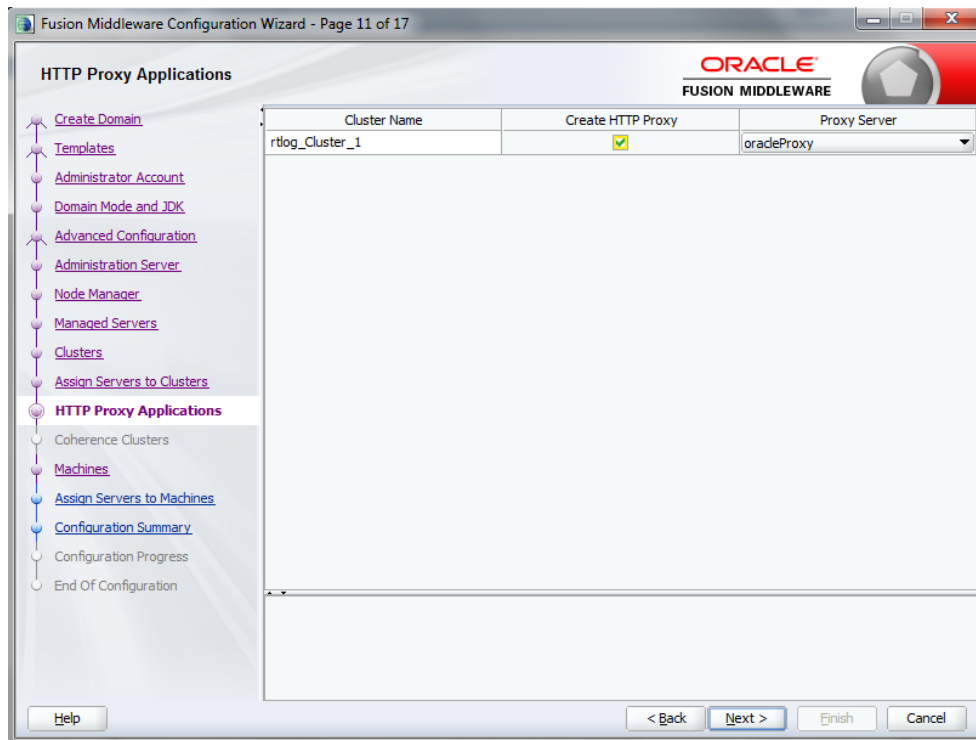 Fusion Middleware Configuration Wizard - Page 11 of 17
HTTP Proxy Applications
ORACLE
FUSION MIDDLEWARE
Create Domain
Templates
Administrator Account
Domain Mode and JDK
Advanced Configuration
Administration Server
Node Manager
Managed Servers
Clusters
Assign Servers to Clusters
HTTP Proxy Applications
Coherence Clusters
Machines
Assign Servers to Machines
Configuration Summary
Configuration Progress
End Of Configuration
Cluster Name Create HTTP Proxy Proxy Server
rtlog_Cluster_1 oracleProxy
Help < Back Next > Finish Cancel